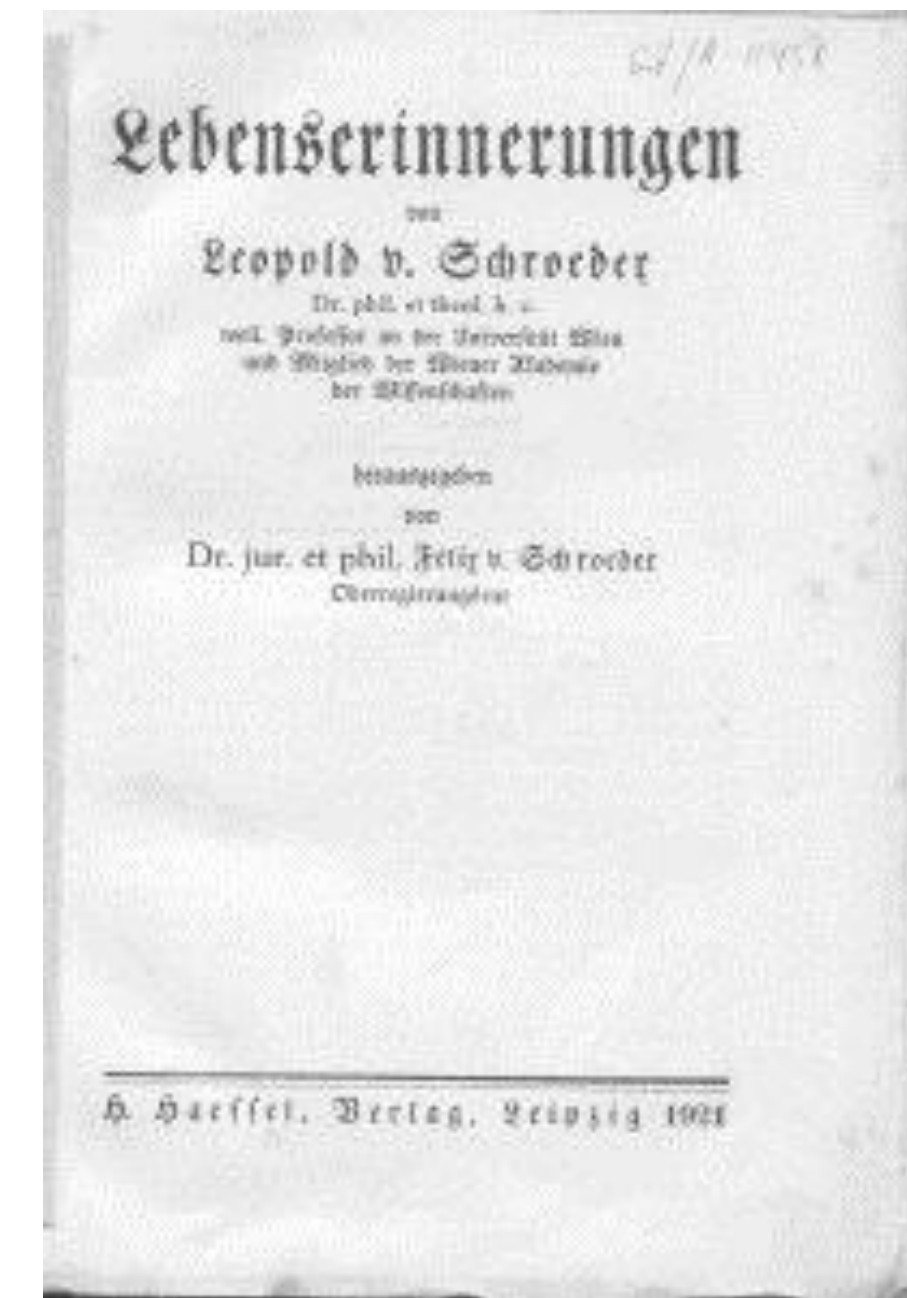 Lebenserinnerungen
von
Leopold v. Schroeder
Dr. phil. et theol. h. c.
weil. Professor an der Universität Wien
und Mitglied der Wiener Akademie
der Wissenschaften
herausgegeben
von
Dr. jur. et phil. Felix v. Schroeder
Oberregierungsrat
H. Haessel, Verlag, Leipzig 1921